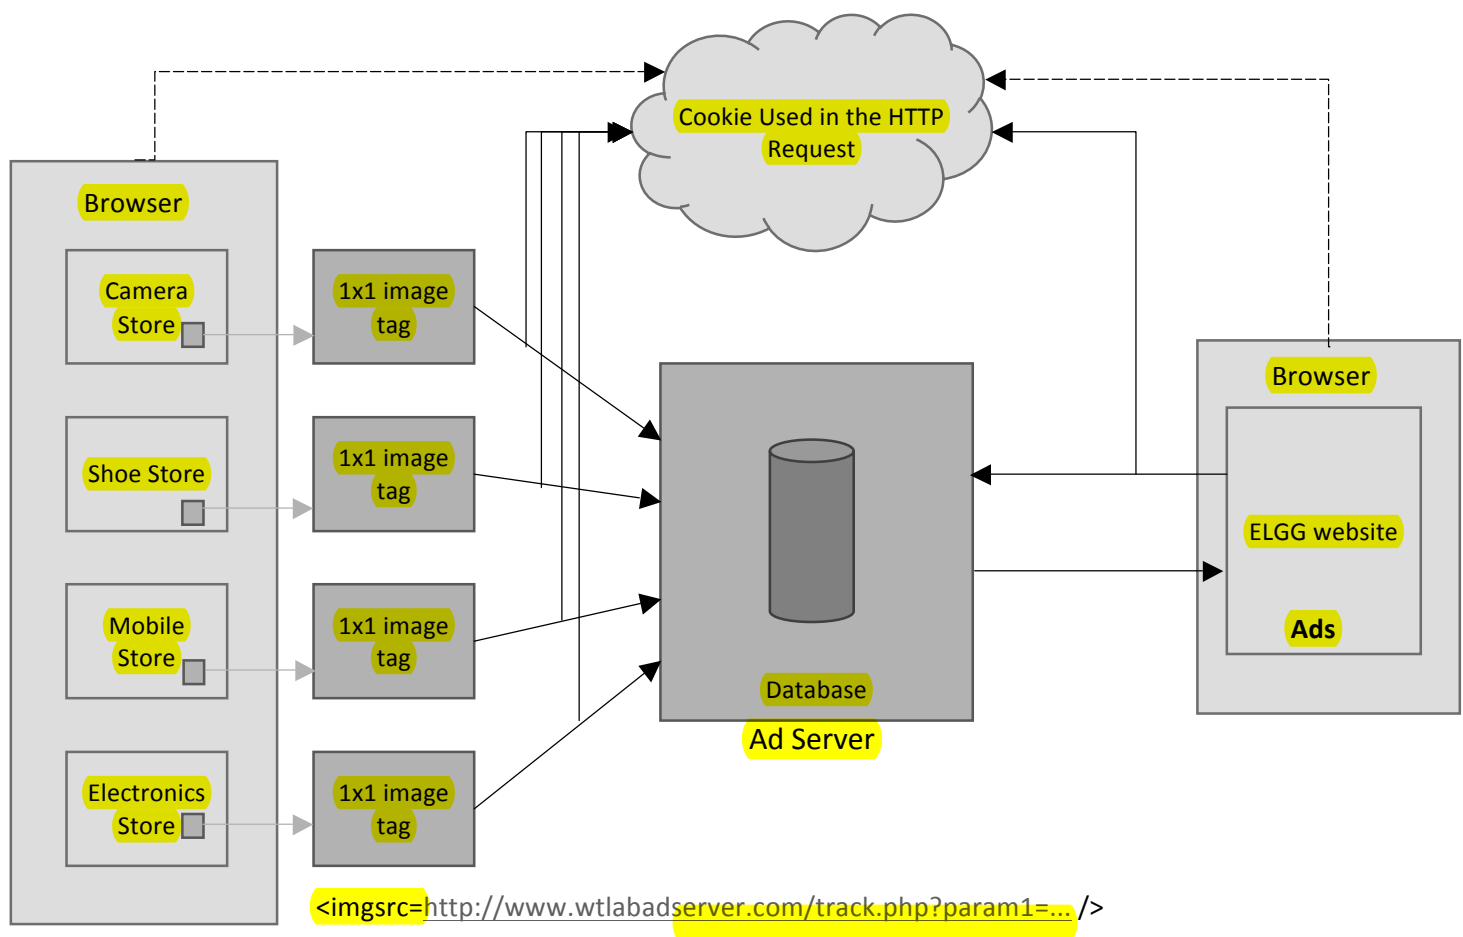 Cookie Used in the HTTP
Request
Browser
Camera
Store
1x1 image
tag
Shoe Store
1x1 image
tag
Mobile
Store
1x1 image
tag
Electronics
Store
1x1 image
tag
Database
Ad Server
Browser
ELGG website
Ads
<imgsrc=http://www.wtlabadserver.com/track.php?param1=... />